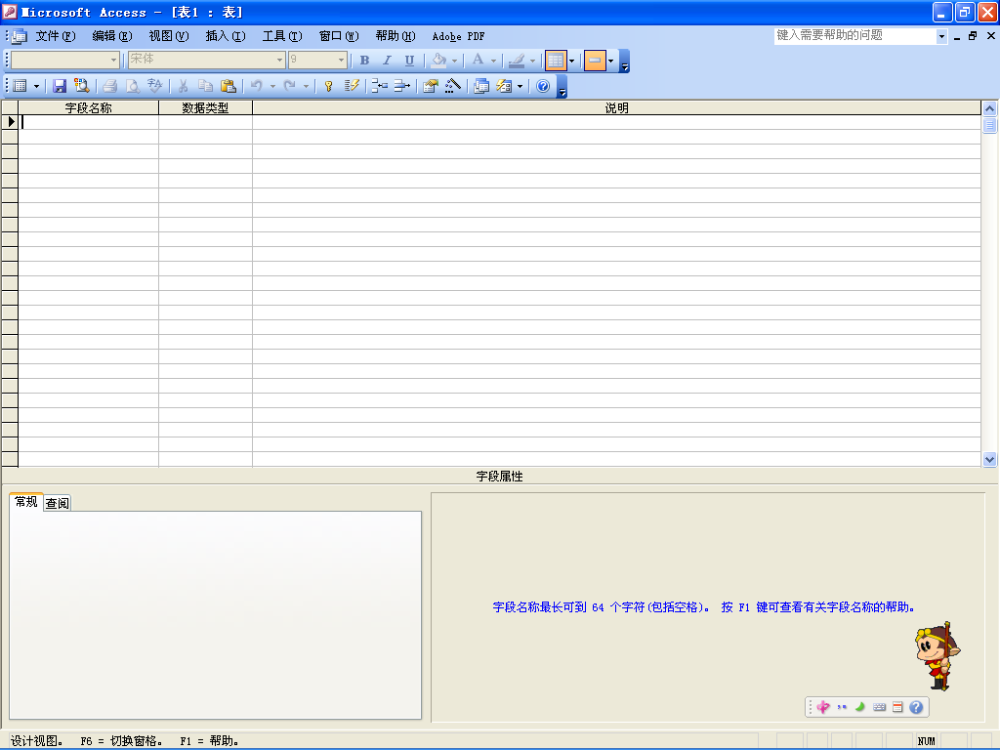 Microsoft Access - [表1 : 表]
文件(F) 编辑(E) 视图(V) 插入(I) 工具(T) 窗口(W) 帮助(H) Adobe PDF 键入需要帮助的问题
宋体 9 B I U A
字段名称 数据类型 说明
字段属性
常规 查阅
字段名称最长可到 64 个字符(包括空格)。 按 F1 键可查看有关字段名称的帮助。
设计视图。 F6 = 切换窗格。 F1 = 帮助。 NUM